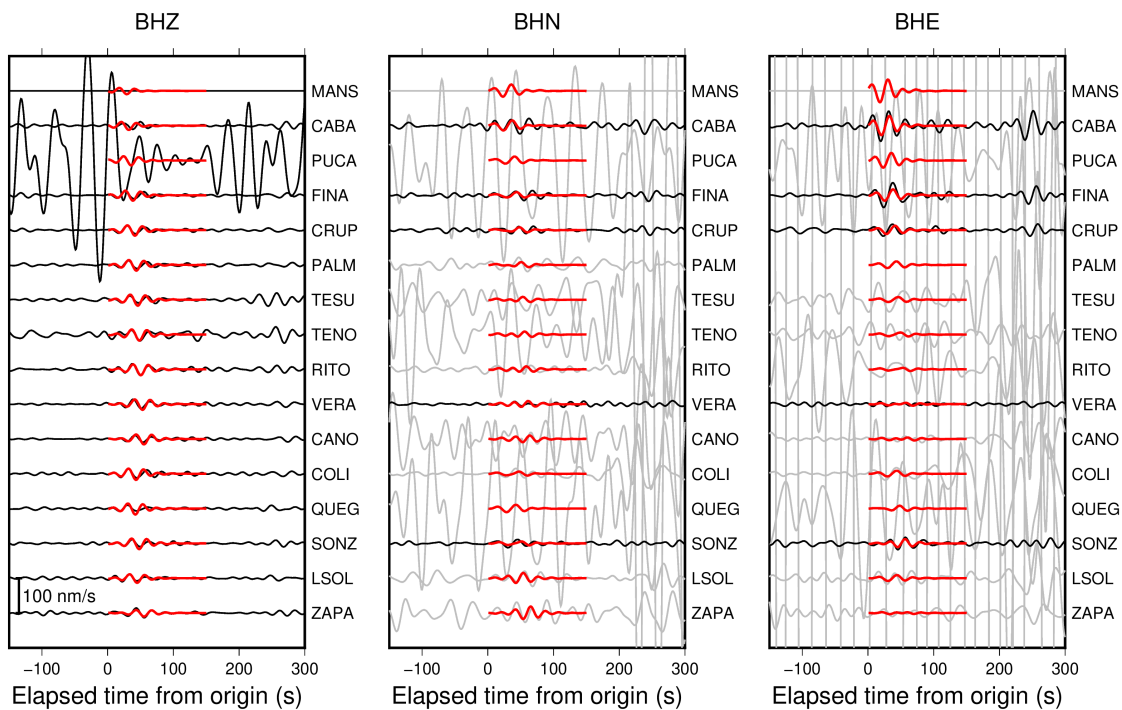 BHZ BHN BHE
MANS MANS MANS
CABA CABA CABA
PUCA PUCA PUCA
FINA FINA FINA
CRUP CRUP CRUP
PALM PALM PALM
TESU TESU TESU
TENO TENO TENO
RITO RITO RITO
VERA VERA VERA
CANO CANO CANO
COLI COLI COLI
QUEG QUEG QUEG
SONZ SONZ SONZ
LSOL LSOL LSOL
100 nm/s
ZAPA ZAPA ZAPA
−100 0 100 200 300 −100 0 100 200 300 −100 0 100 200 300
Elapsed time from origin (s) Elapsed time from origin (s) Elapsed time from origin (s)